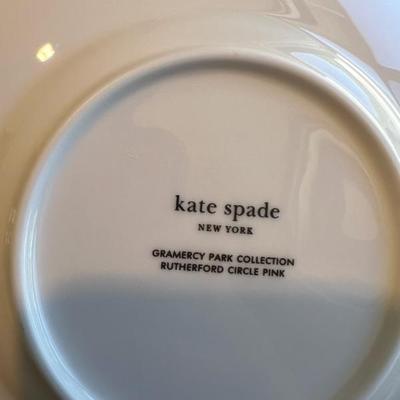 kate spade
NEW YORK
GRAMERCY PARK COLLECTION
RUTHERFORD CIRCLE PINK